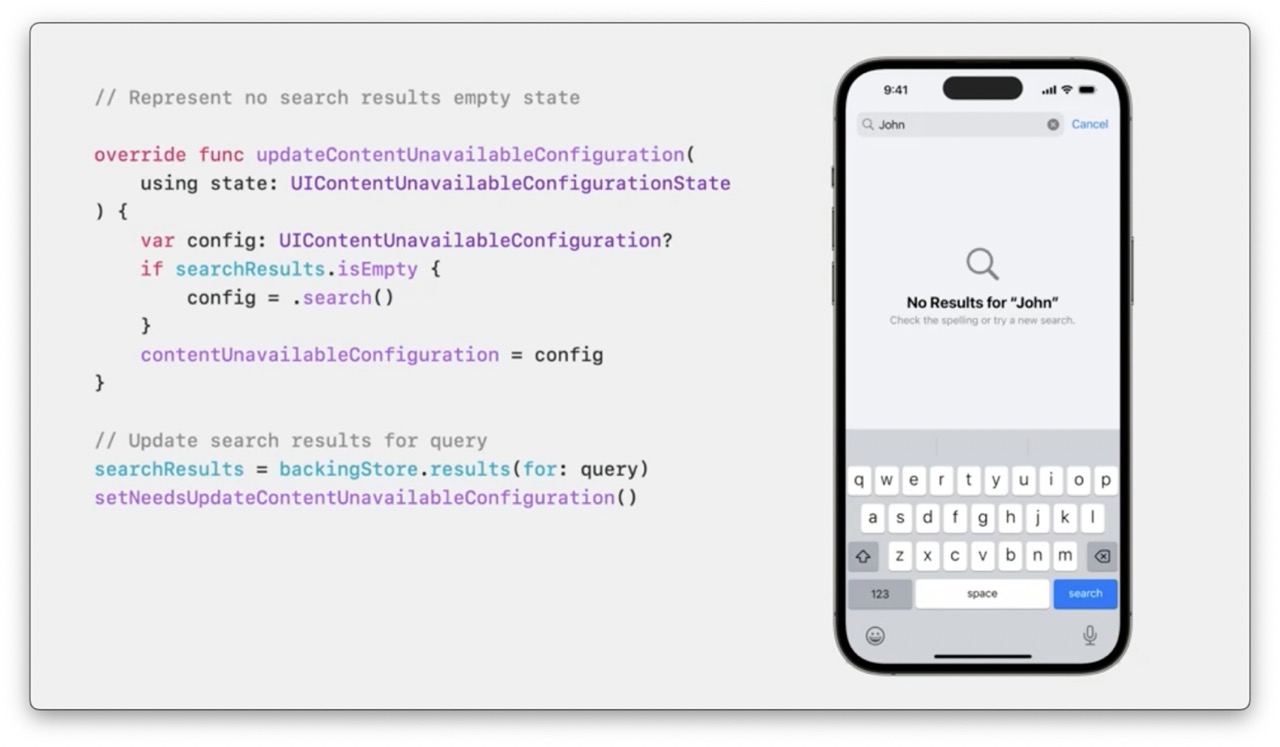 // Represent no search results empty state
override func updateContentUnavailableConfiguration(
    using state: UIContentUnavailableConfigurationState
) {
    var config: UIContentUnavailableConfiguration?
    if searchResults.isEmpty {
        config = .search()
    }
    contentUnavailableConfiguration = config
}
// Update search results for query
searchResults = backingStore.results(for: query)
setNeedsUpdateContentUnavailableConfiguration()
9:41
John Cancel
No Results for “John”
Check the spelling or try a new search.
q w e r t y u i o p
a s d f g h j k l
z x c v b n m
123 space search